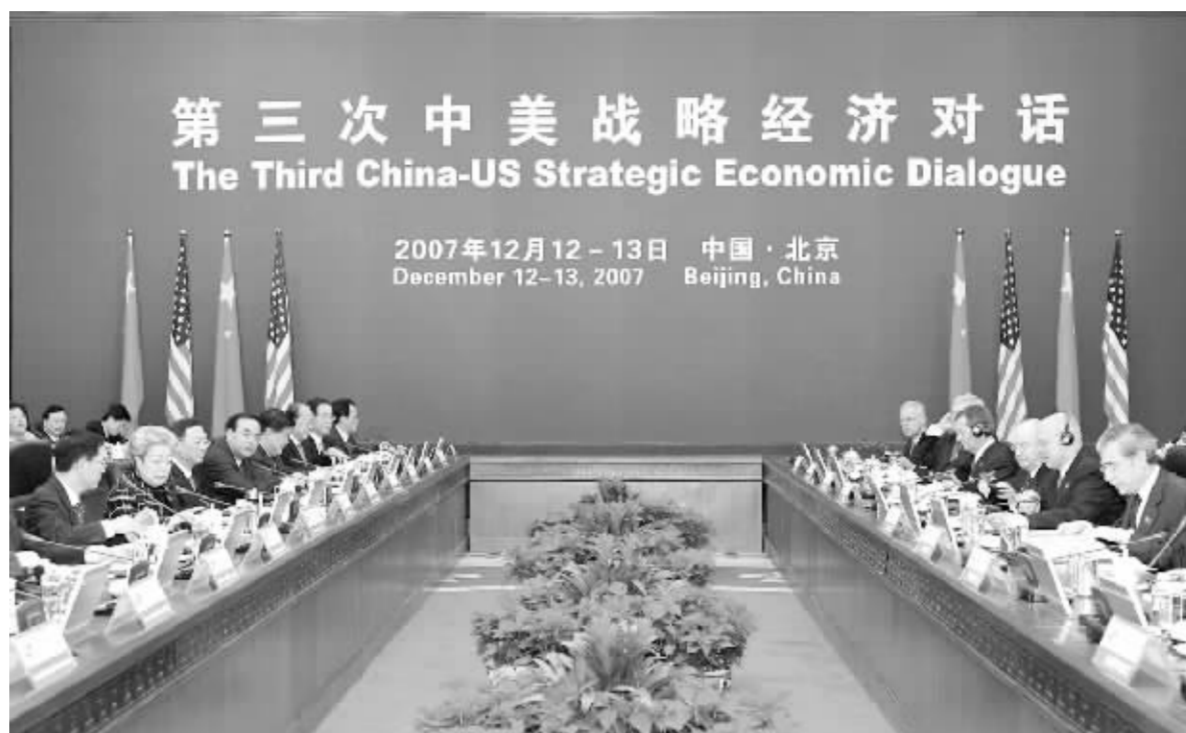 第三次中美战略经济对话
The Third China-US Strategic Economic Dialogue
2007年12月12－13日 中国·北京
December 12–13, 2007 Beijing, China